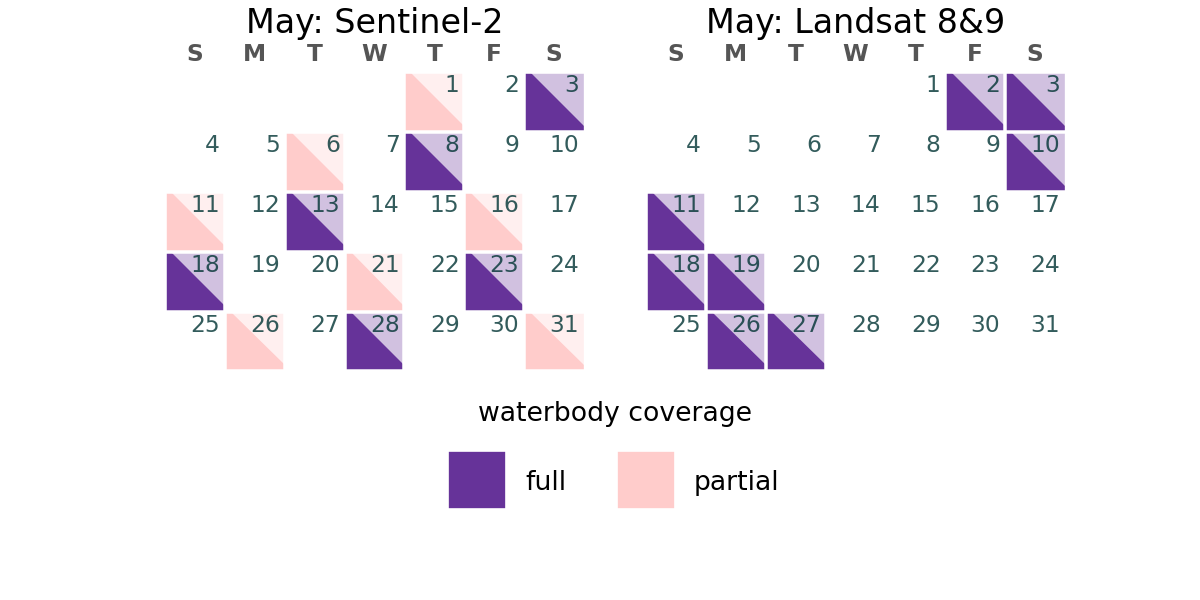 May: Sentinel-2
S M T W T F S
1 2 3
4 5 6 7 8 9 10
11 12 13 14 15 16 17
18 19 20 21 22 23 24
25 26 27 28 29 30 31
May: Landsat 8&9
S M T W T F S
1 2 3
4 5 6 7 8 9 10
11 12 13 14 15 16 17
18 19 20 21 22 23 24
25 26 27 28 29 30 31
waterbody coverage
full
partial